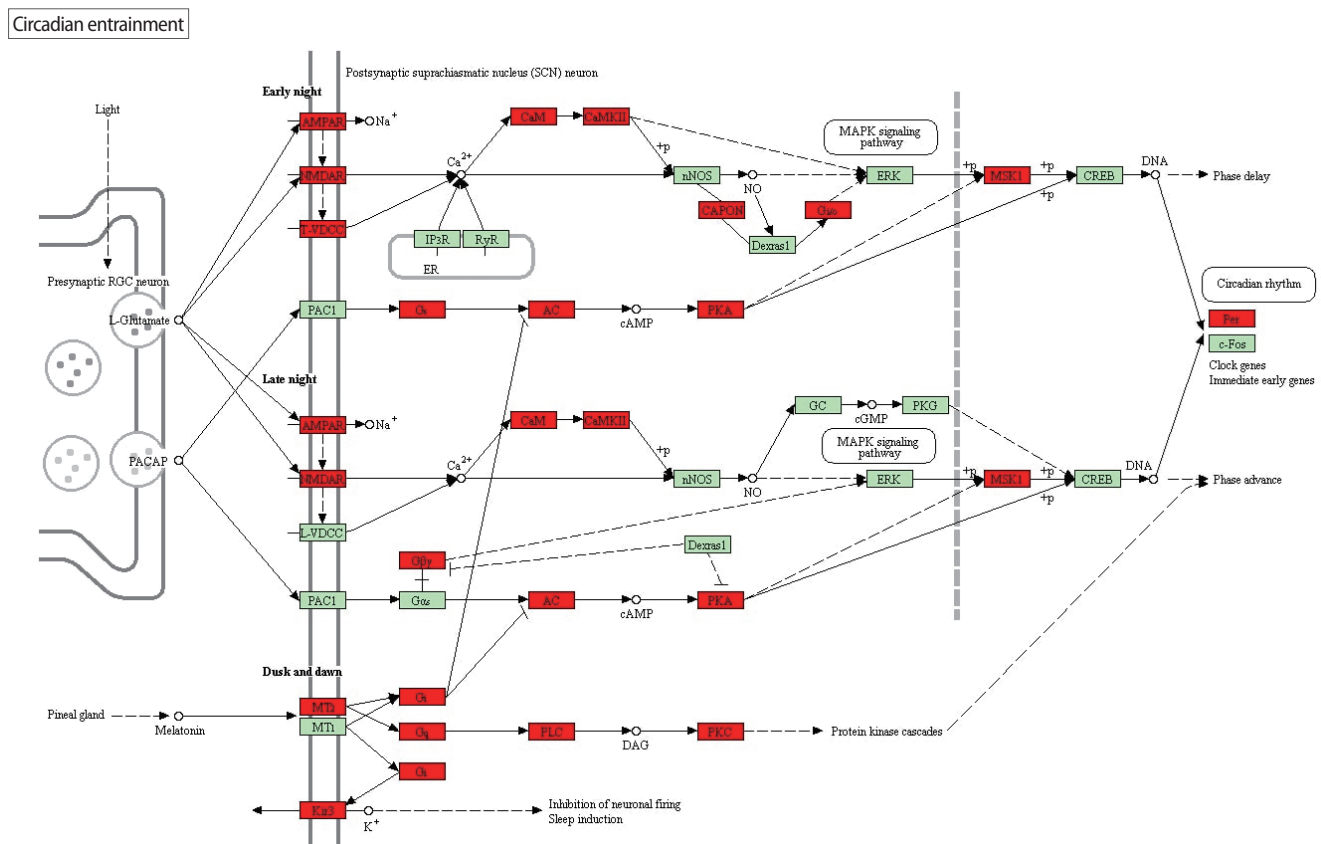 Circadian entrainment
Postsynaptic suprachiasmatic nucleus (SCN) neuron
Early night
Light
AMPAR
Na+
CaM
CaMKII
MAPK signaling
pathway
+p
Ca2+
NMDAR
nNOS
NO
ERK
+p
MSK1
+p
CREB
DNA
Phase delay
+p
CAPON
T-VDCC
IP3R
RyR
Dexras1
ER
Presynaptic RGC neuron
Circadian rhythm
PAC1
AC
cAMP
PKA
L-Glutamate
Per
c-Fos
Clock genes
Immediate early genes
Late night
AMPAR
Na+
CaM
CaMKII
GC
cGMP
PKG
MAPK signaling
pathway
+p
PACAP
Ca2+
NMDAR
nNOS
NO
ERK
+p
MSK1
+p
CREB
DNA
Phase advance
+p
L-VDCC
Dexras1
Gβγ
PAC1
Gαs
AC
cAMP
PKA
Dusk and dawn
Pineal gland
Melatonin
MT2
MT1
Gi
Gq
PLC
DAG
PKC
Protein kinase cascades
Gi
Kir3
K+
Inhibition of neuronal firing
Sleep induction